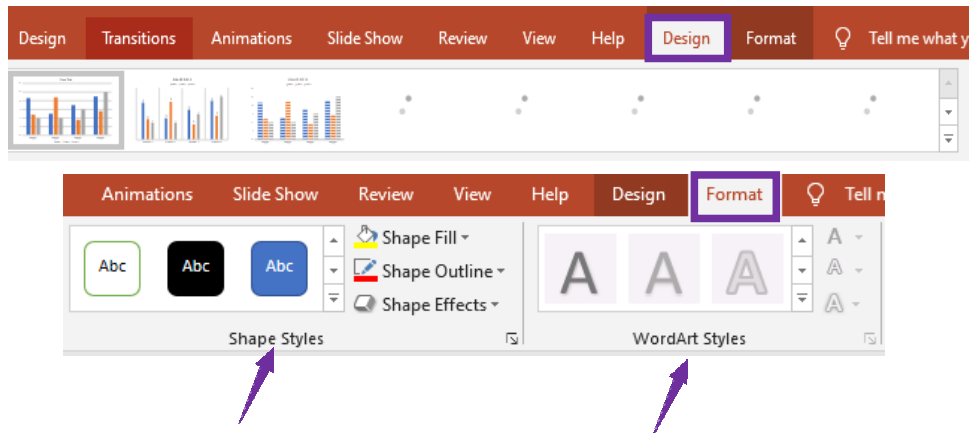 Design Transitions Animations Slide Show Review View Help Design Format Tell me what y
Animations Slide Show Review View Help Design Format Tell m
Abc Abc Abc Shape Fill A A A A
Shape Outline A
Shape Effects A
Shape Styles WordArt Styles